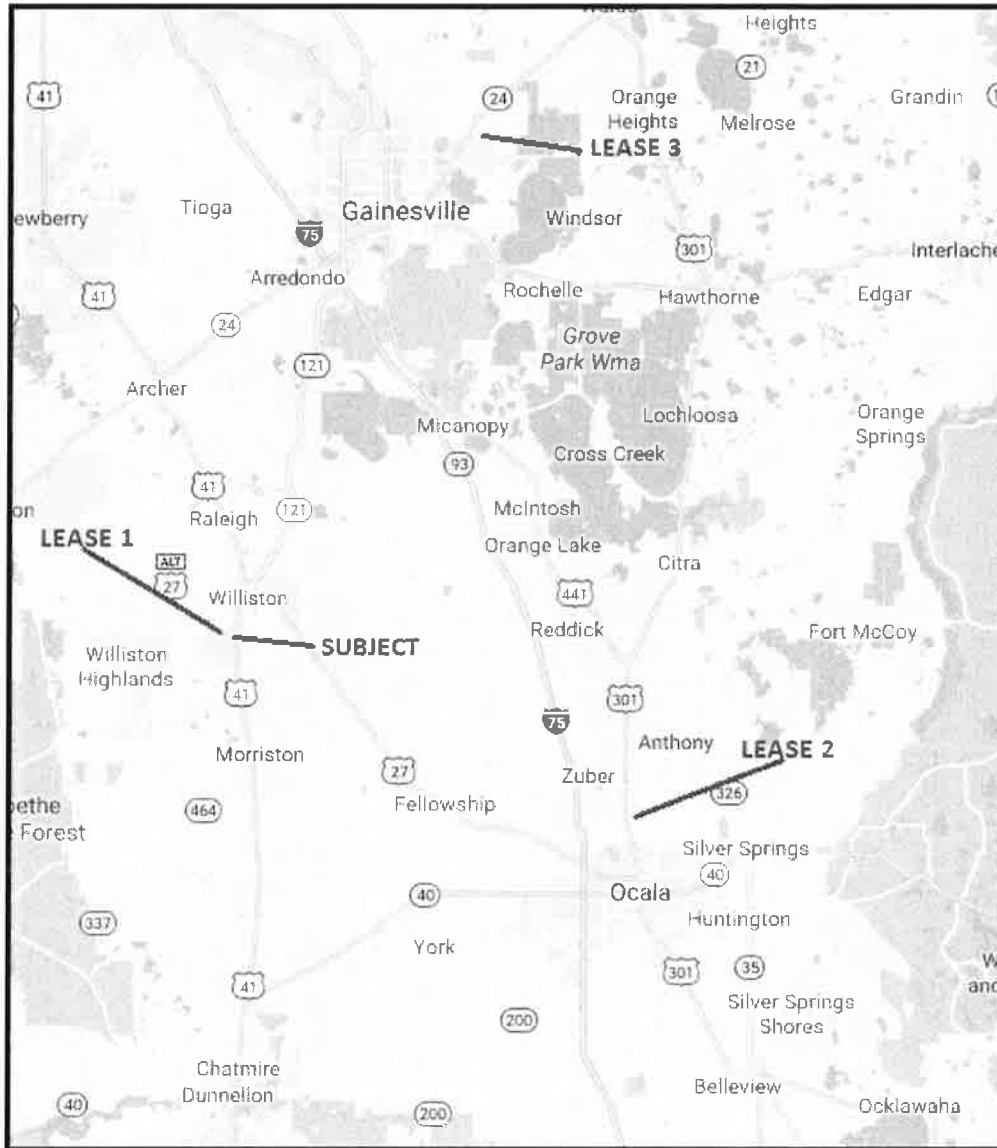 Heights
41
21
24
Orange
Heights
Grandin
Melrose
LEASE 3
ewberry
Tioga
Gainesville
Windsor
75
301
Interlache
Arredondo
41
Rochelle
Hawthorne
Edgar
24
Grove
Park Wma
121
Archer
Lochloosa
Orange
Springs
Micanopy
Cross Creek
93
41
on
Raleigh
121
McIntosh
LEASE 1
Orange Lake
ALT
27
Citra
Williston
441
Reddick
Fort McCoy
SUBJECT
Williston
Highlands
41
301
75
Anthony
LEASE 2
Morriston
Zuber
27
326
oethe
Forest
464
Fellowship
Silver Springs
40
40
Ocala
337
Huntington
York
W
and
41
301
35
200
Silver Springs
Shores
Chatmire
Dunnellon
Belleview
40
200
Ocklawaha